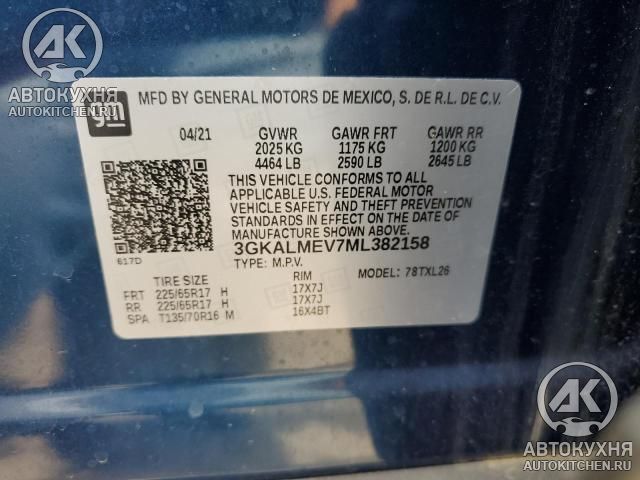 АВТОКУХНЯ
AUTOKITCHEN.RU
gm
MFD BY GENERAL MOTORS DE MEXICO, S. DE R.L. DE C.V.
04/21 GVWR GAWR FRT GAWR RR
2025 KG 1175 KG 1200 KG
4464 LB 2590 LB 2645 LB
THIS VEHICLE CONFORMS TO ALL
APPLICABLE U.S. FEDERAL MOTOR
VEHICLE SAFETY AND THEFT PREVENTION
STANDARDS IN EFFECT ON THE DATE OF
MANUFACTURE SHOWN ABOVE.
617D 3GKALMEV7ML382158
TYPE: M.P.V. MODEL: 78TXL26
TIRE SIZE RIM
FRT 225/65R17 H 17X7J
RR 225/65R17 H 17X7J
SPA T135/70R16 M 16X4BT
АК
АВТОКУХНЯ
AUTOKITCHEN.RU